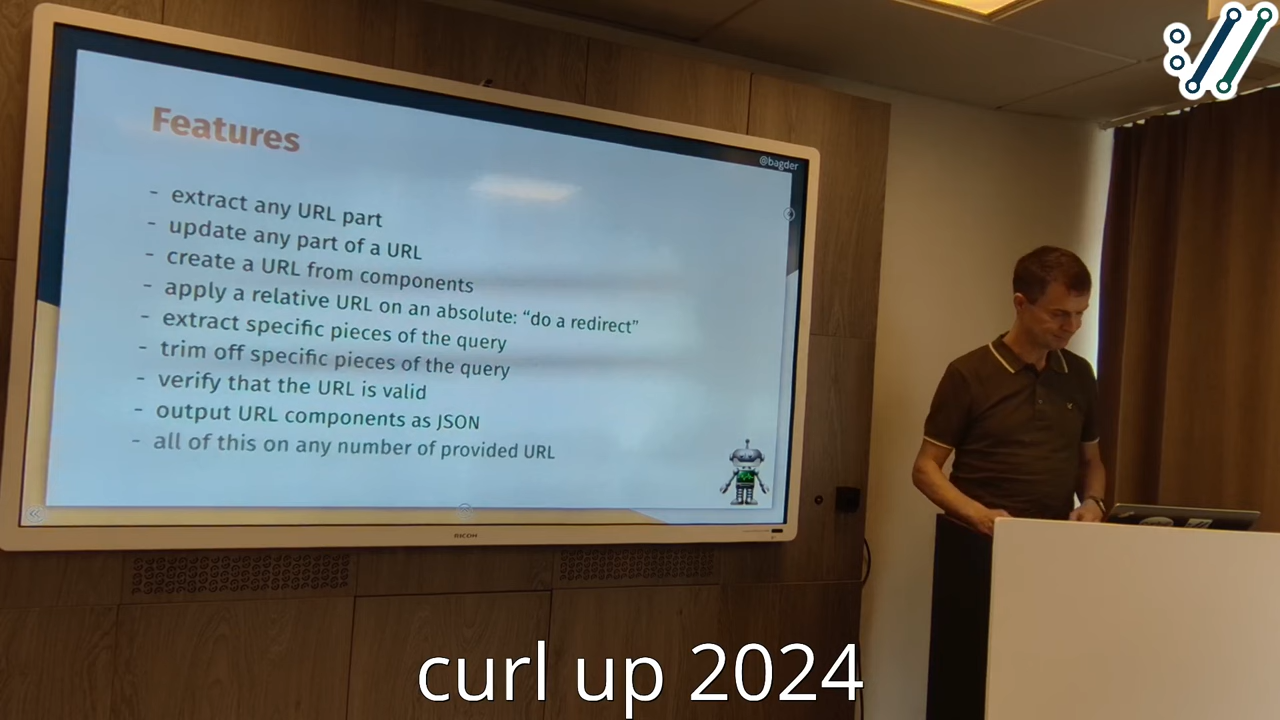 @bagder
Features
- extract any URL part
- update any part of a URL
- create a URL from components
- apply a relative URL on an absolute: “do a redirect”
- extract specific pieces of the query
- trim off specific pieces of the query
- verify that the URL is valid
- output URL components as JSON
- all of this on any number of provided URL
RICOH
curl up 2024